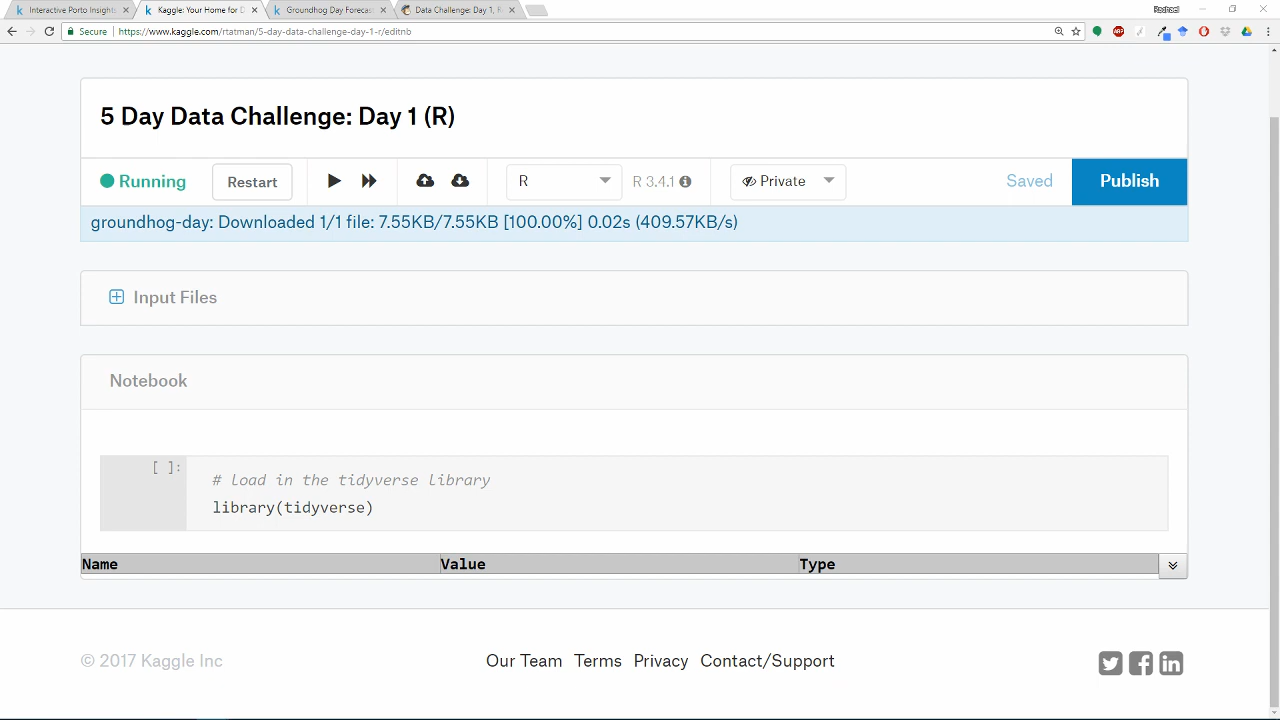 Interactive Porto Insight
Kaggle: Your Home for D
Groundhog Day Forecas
Data Challenge: Day 1, R
Secure
https://www.kaggle.com/rtatman/5-day-data-challenge-day-1-r/editnb
5 Day Data Challenge: Day 1 (R)
Running
Restart
R
R 3.4.1
Private
Saved
Publish
groundhog-day: Downloaded 1/1 file: 7.55KB/7.55KB [100.00%] 0.02s (409.57KB/s)
Input Files
Notebook
[ ]:
# load in the tidyverse library
library(tidyverse)
Name Value Type
© 2017 Kaggle Inc
Our Team Terms Privacy Contact/Support